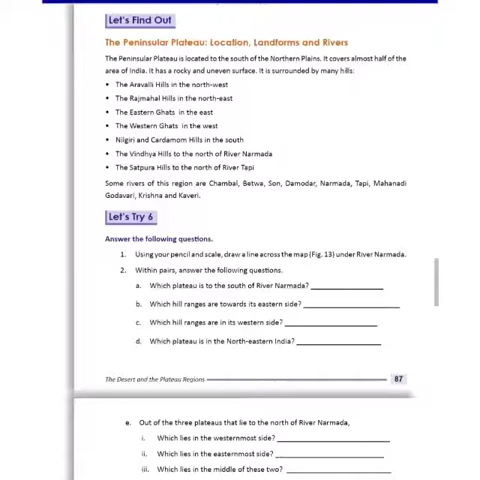 Let's Find Out
The Peninsular Plateau: Location, Landforms and Rivers
The Peninsular Plateau is located to the south of the Northern Plains. It covers almost half of the
area of India. It has a rocky and uneven surface. It is surrounded by many hills:
• The Aravalli Hills in the north-west
• The Rajmahal Hills in the north-east
• The Eastern Ghats in the east
• The Western Ghats in the west
• Nilgiri and Cardamom Hills in the south
• The Vindhya Hills to the north of River Narmada
• The Satpura Hills to the north of River Tapi
Some rivers of this region are Chambal, Betwa, Son, Damodar, Narmada, Tapi, Mahanadi
Godavari, Krishna and Kaveri.
Let's Try 6
Answer the following questions.
1. Using your pencil and scale, draw a line across the map (Fig. 13) under River Narmada.
2. Within pairs, answer the following questions.
a. Which plateau is to the south of River Narmada?
b. Which hill ranges are towards its eastern side?
c. Which hill ranges are in its western side?
d. Which plateau is in the North-eastern India?
The Desert and the Plateau Regions 87
e. Out of the three plateaus that lie to the north of River Narmada,
i. Which lies in the westernmost side?
ii. Which lies in the easternmost side?
iii. Which lies in the middle of these two?